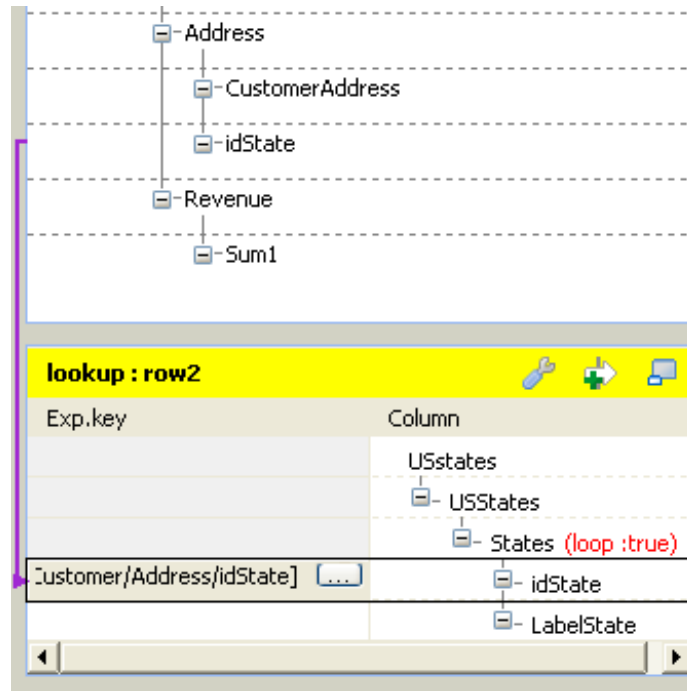 Address
CustomerAddress
idState
Revenue
Sum1
lookup : row2
Exp.key Column
USstates
USStates
States (loop :true)
Customer/Address/idState] [...] idState
LabelState